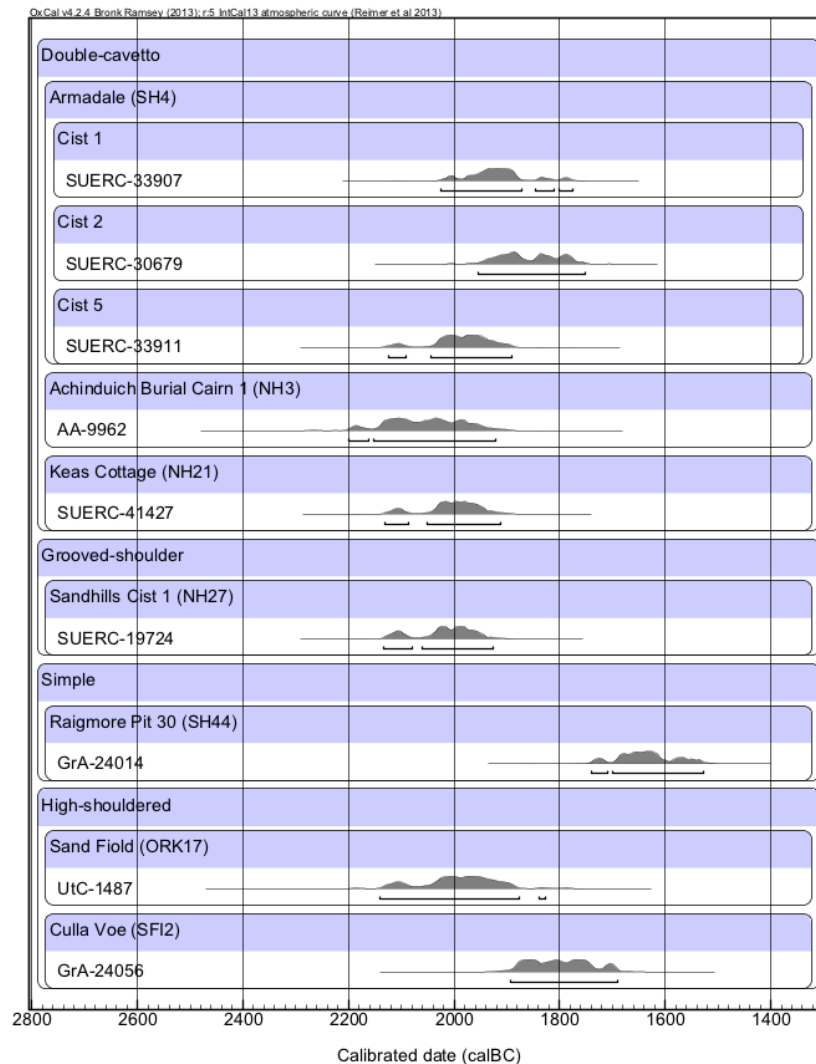 OxCal v4.2.4 Bronk Ramsey (2013); r:5 IntCal13 atmospheric curve (Reimer et al 2013)
Double-cavetto
Armadale (SH4)
Cist 1
SUERC-33907
Cist 2
SUERC-30679
Cist 5
SUERC-33911
Achinduich Burial Cairn 1 (NH3)
AA-9962
Keas Cottage (NH21)
SUERC-41427
Grooved-shoulder
Sandhills Cist 1 (NH27)
SUERC-19724
Simple
Raigmore Pit 30 (SH44)
GrA-24014
High-shouldered
Sand Fiold (ORK17)
UtC-1487
Culla Voe (SFI2)
GrA-24056
2800 2600 2400 2200 2000 1800 1600 1400
Calibrated date (calBC)